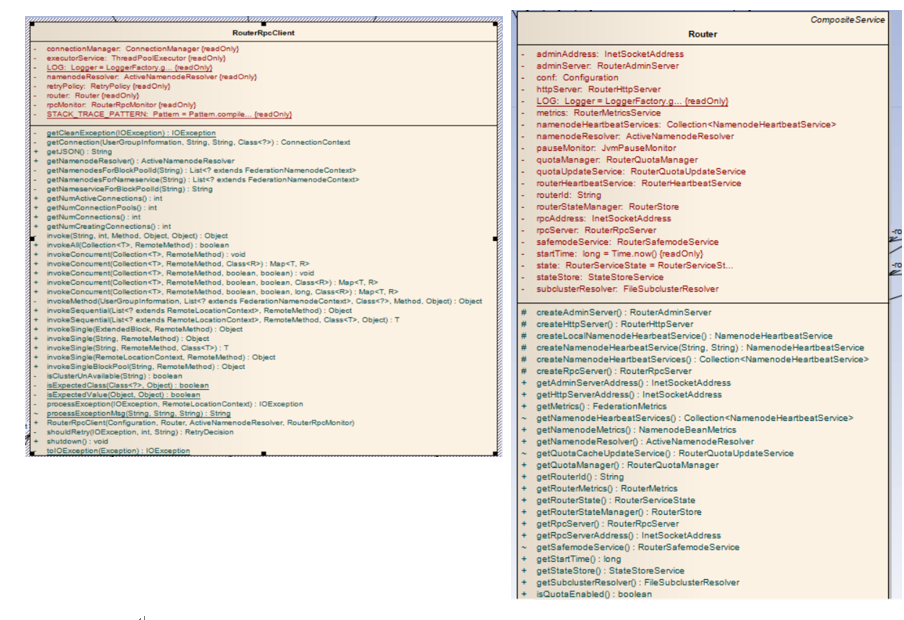 RouterRpcClient
- connectionManager: ConnectionManager {readOnly}
- executorService: ThreadPoolExecutor {readOnly}
- LOG: Logger = LoggerFactory.g... {readOnly}
- namenodeResolver: ActiveNamenodeResolver {readOnly}
- retryPolicy: RetryPolicy {readOnly}
- router: Router {readOnly}
- rpcMonitor: RouterRpcMonitor {readOnly}
- STACK_TRACE_PATTERN: Pattern = Pattern.compile... {readOnly}
- getCleanException(IOException) : IOException
- getConnection(UserGroupInformation, String, String, Class<?>) : ConnectionContext
+ getJSON() : String
+ getNamenodeResolver() : ActiveNamenodeResolver
- getNamenodesForBlockPoolId(String) : List<? extends FederationNamenodeContext>
- getNamenodesForNameservice(String) : List<? extends FederationNamenodeContext>
- getNameserviceForBlockPoolId(String) : String
+ getNumActiveConnections() : int
+ getNumConnectionPools() : int
+ getNumConnections() : int
+ getNumCreatingConnections() : int
- invoke(String, int, Method, Object, Object) : Object
+ invokeAll(Collection<T>, RemoteMethod) : boolean
+ invokeConcurrent(Collection<T>, RemoteMethod) : void
+ invokeConcurrent(Collection<T>, RemoteMethod, Class<R>) : Map<T, R>
+ invokeConcurrent(Collection<T>, RemoteMethod, boolean, boolean) : void
+ invokeConcurrent(Collection<T>, RemoteMethod, boolean, boolean, Class<R>) : Map<T, R>
+ invokeConcurrent(Collection<T>, RemoteMethod, boolean, boolean, long, Class<R>) : Map<T, R>
- invokeMethod(UserGroupInformation, List<? extends FederationNamenodeContext>, Class<?>, Method, Object) : Object
+ invokeSequential(List<? extends RemoteLocationContext>, RemoteMethod) : Object
+ invokeSequential(List<? extends RemoteLocationContext>, RemoteMethod, Class<T>, Object) : T
+ invokeSingle(ExtendedBlock, RemoteMethod) : Object
+ invokeSingle(String, RemoteMethod) : Object
+ invokeSingle(String, RemoteMethod, Class<T>) : T
+ invokeSingle(RemoteLocationContext, RemoteMethod) : Object
+ invokeSingleBlockPool(String, RemoteMethod) : Object
- isClusterUnAvailable(String) : boolean
- isExpectedClass(Class<?>, Object) : boolean
- isExpectedValue(Object, Object) : boolean
- processException(IOException, RemoteLocationContext) : IOException
~ processExceptionMsg(String, String, String) : String
+ RouterRpcClient(Configuration, Router, ActiveNamenodeResolver, RouterRpcMonitor)
- shouldRetry(IOException, int, String) : RetryDecision
+ shutdown() : void
- toIOException(Exception) : IOException
CompositeService
Router
- adminAddress: InetSocketAddress
- adminServer: RouterAdminServer
- conf: Configuration
- httpServer: RouterHttpServer
- LOG: Logger = LoggerFactory.g... {readOnly}
- metrics: RouterMetricsService
- namenodeHeartbeatServices: Collection<NamenodeHeartbeatService>
- namenodeResolver: ActiveNamenodeResolver
- pauseMonitor: JvmPauseMonitor
- quotaManager: RouterQuotaManager
- quotaUpdateService: RouterQuotaUpdateService
- routerHeartbeatService: RouterHeartbeatService
- routerId: String
- routerStateManager: RouterStore
- rpcAddress: InetSocketAddress
- rpcServer: RouterRpcServer
- safemodeService: RouterSafemodeService
- startTime: long = Time.now() {readOnly}
- state: RouterServiceState = RouterServiceSt...
- stateStore: StateStoreService
- subclusterResolver: FileSubclusterResolver
# createAdminServer() : RouterAdminServer
# createHttpServer() : RouterHttpServer
# createLocalNamenodeHearbeatService() : NamenodeHeartbeatService
# createNamenodeHearbeatService(String, String) : NamenodeHeartbeatService
# createNamenodeHeartbeatServices() : Collection<NamenodeHeartbeatService>
# createRpcServer() : RouterRpcServer
+ getAdminServerAddress() : InetSocketAddress
+ getHttpServerAddress() : InetSocketAddress
+ getMetrics() : FederationMetrics
~ getNamenodeHearbeatServices() : Collection<NamenodeHeartbeatService>
+ getNamenodeMetrics() : NamenodeBeanMetrics
+ getNamenodeResolver() : ActiveNamenodeResolver
~ getQuotaCacheUpdateService() : RouterQuotaUpdateService
+ getQuotaManager() : RouterQuotaManager
+ getRouterId() : String
+ getRouterMetrics() : RouterMetrics
+ getRouterState() : RouterServiceState
+ getRouterStateManager() : RouterStore
+ getRpcServer() : RouterRpcServer
+ getRpcServerAddress() : InetSocketAddress
~ getSafemodeService() : RouterSafemodeService
+ getStartTime() : long
+ getStateStore() : StateStoreService
+ getSubclusterResolver() : FileSubclusterResolver
+ isQuotaEnabled() : boolean
-ro
-ro